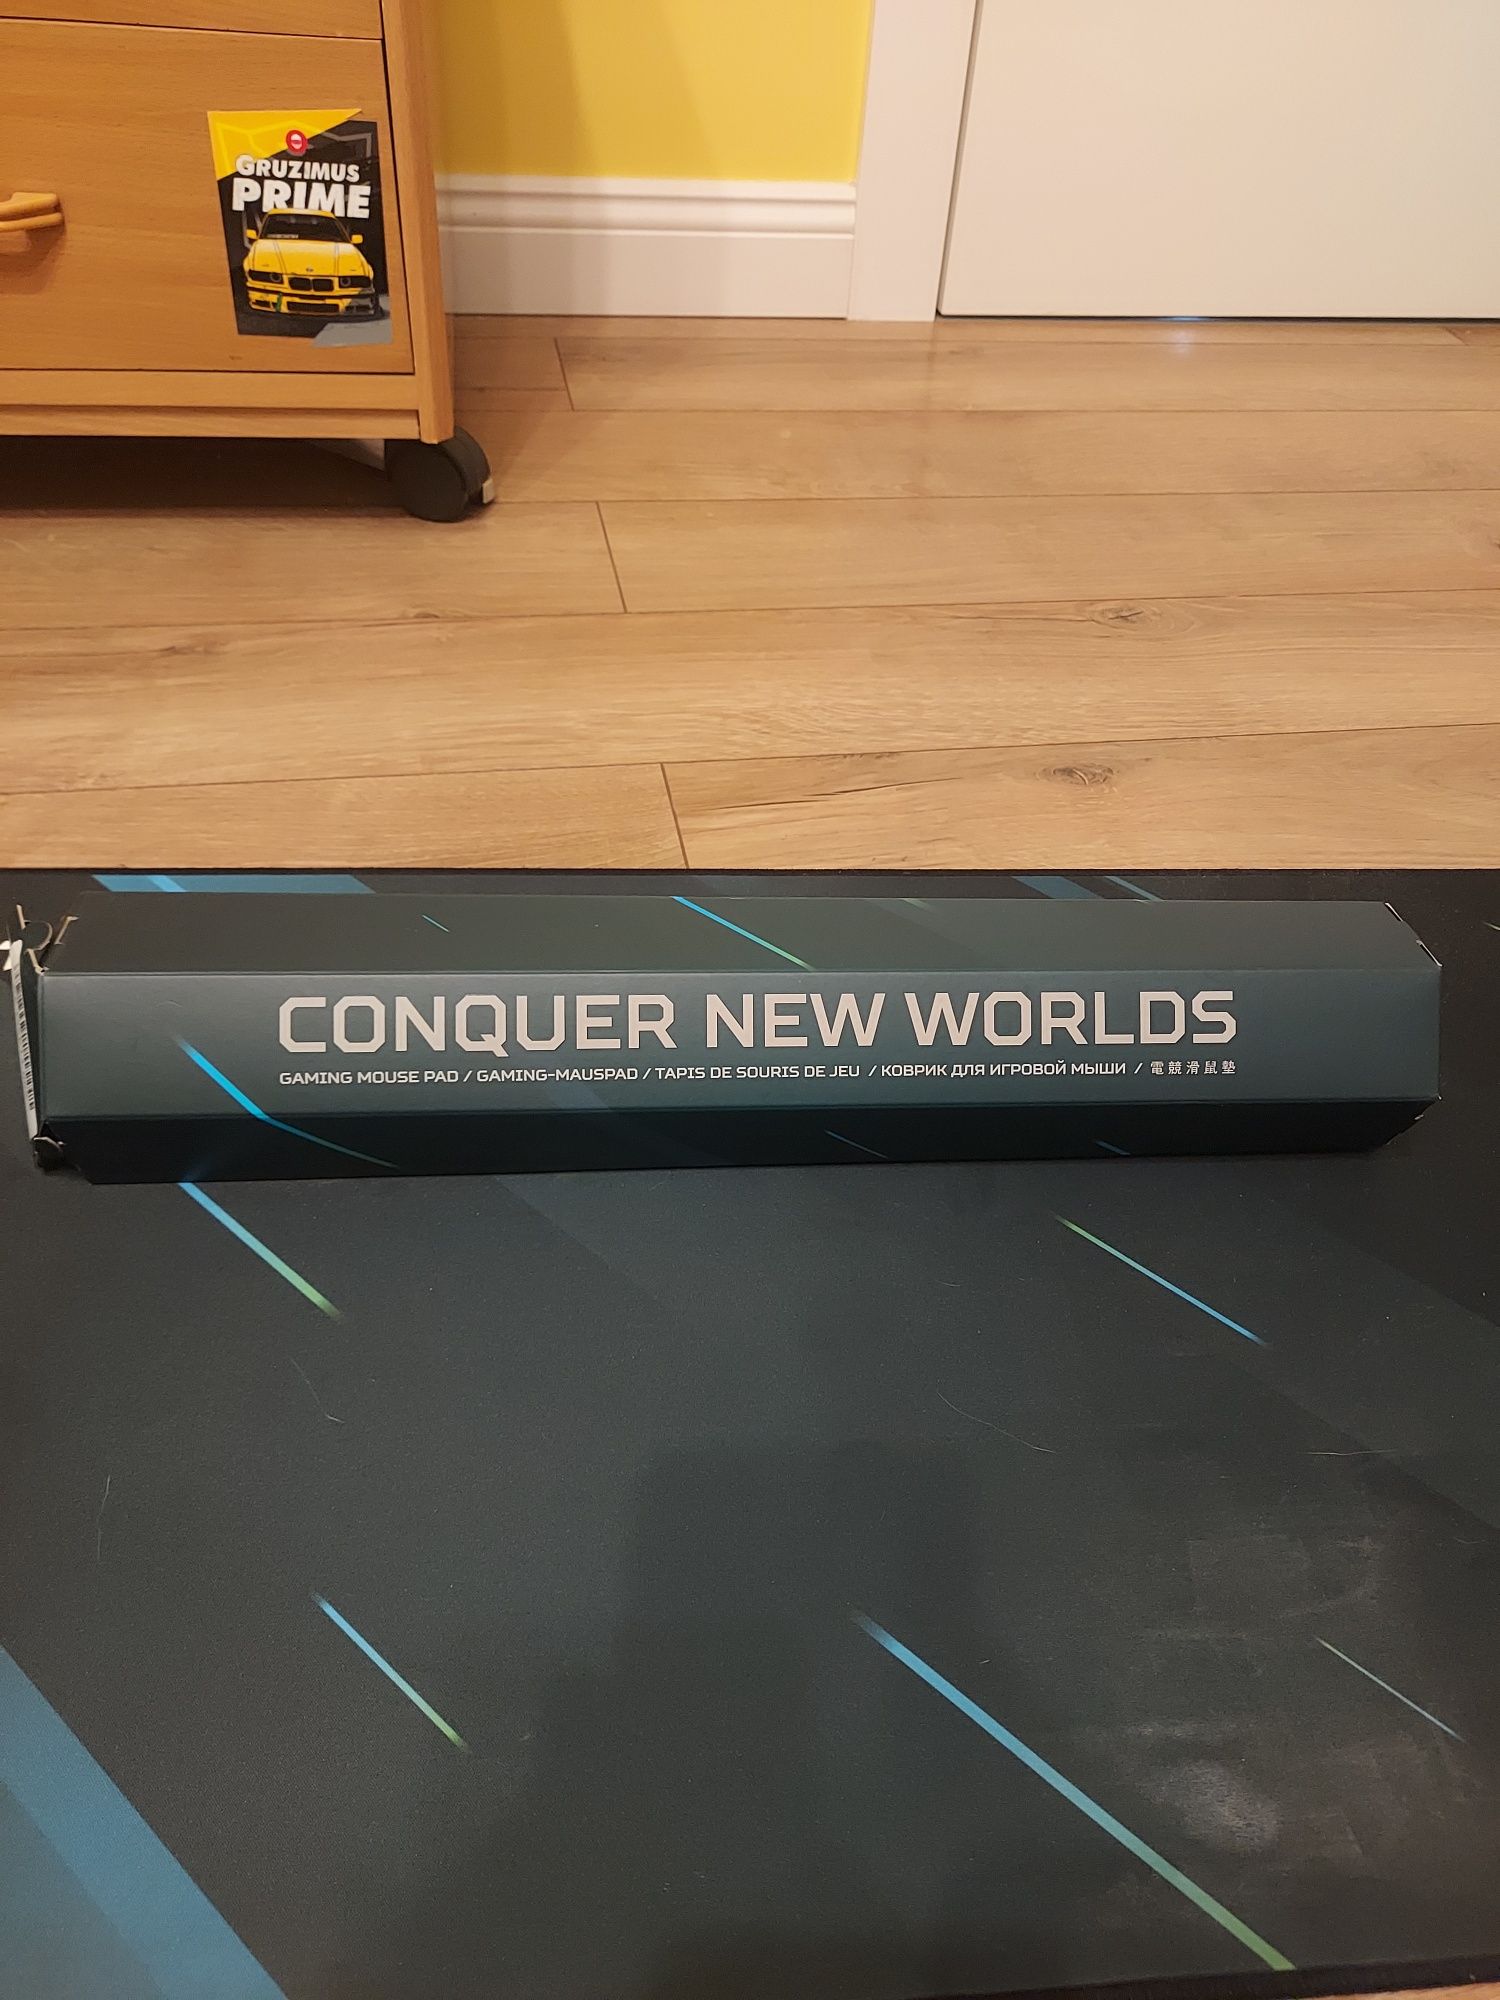 GRUZIMUS
PRIME
CONQUER NEW WORLDS
GAMING MOUSE PAD / GAMING-MAUSPAD / TAPIS DE SOURIS DE JEU / КОВРИК ДЛЯ ИГРОВОЙ МЫШИ / 電競滑鼠墊